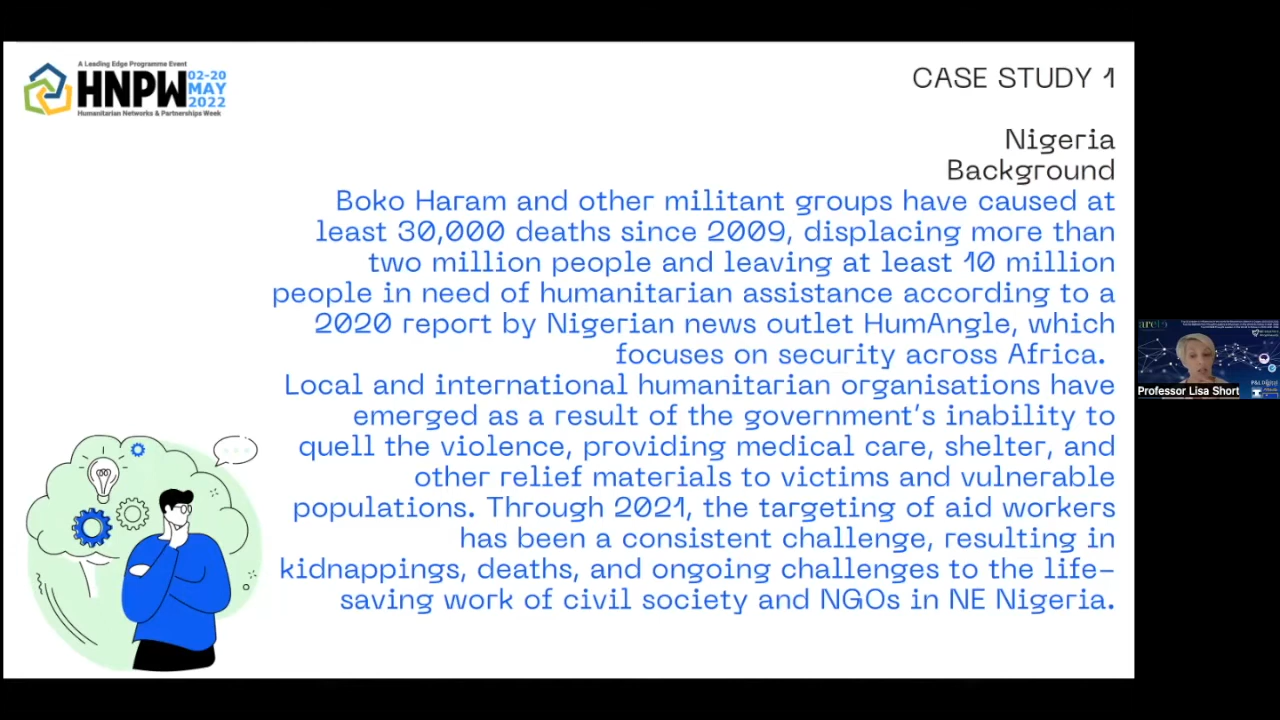 A Leading Edge Programme Event
HNPW
02-20
MAY
2022
Humanitarian Networks & Partnerships Week
CASE STUDY 1
Nigeria
Background
Boko Haram and other militant groups have caused at
least 30,000 deaths since 2009, displacing more than
two million people and leaving at least 10 million
people in need of humanitarian assistance according to a
2020 report by Nigerian news outlet HumAngle, which
focuses on security across Africa.
Local and international humanitarian organisations have
emerged as a result of the government's inability to
quell the violence, providing medical care, shelter, and
other relief materials to victims and vulnerable
populations. Through 2021, the targeting of aid workers
has been a consistent challenge, resulting in
kidnappings, deaths, and ongoing challenges to the life-
saving work of civil society and NGOs in NE Nigeria.
Professor Lisa Short